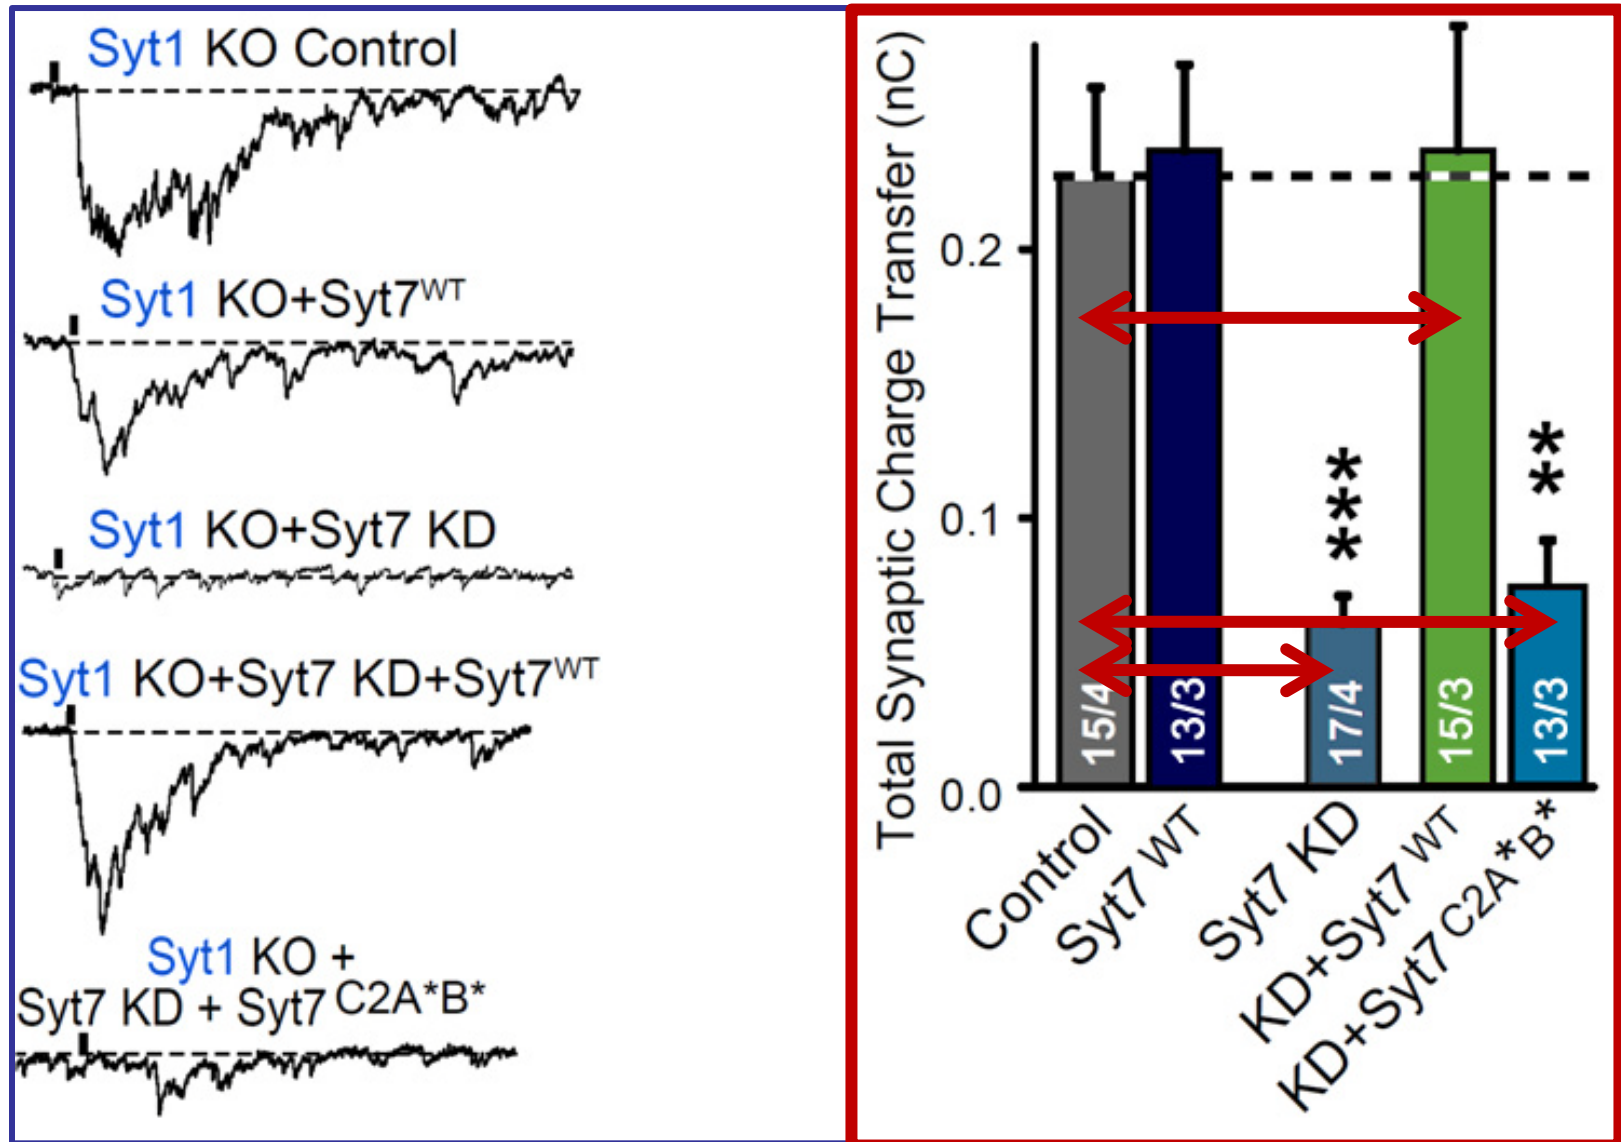 Syt1 KO Control
Syt1 KO+Syt7WT
Syt1 KO+Syt7 KD
Syt1 KO+Syt7 KD+Syt7WT
Syt1 KO +
Syt7 KD + Syt7 C2A*B*
Total Synaptic Charge Transfer (nC)
0.2
0.1
0.0
***
**
15/4
13/3
17/4
15/3
13/3
Control
Syt7 WT
Syt7 KD
KD+Syt7 WT
KD+Syt7 C2A*B*